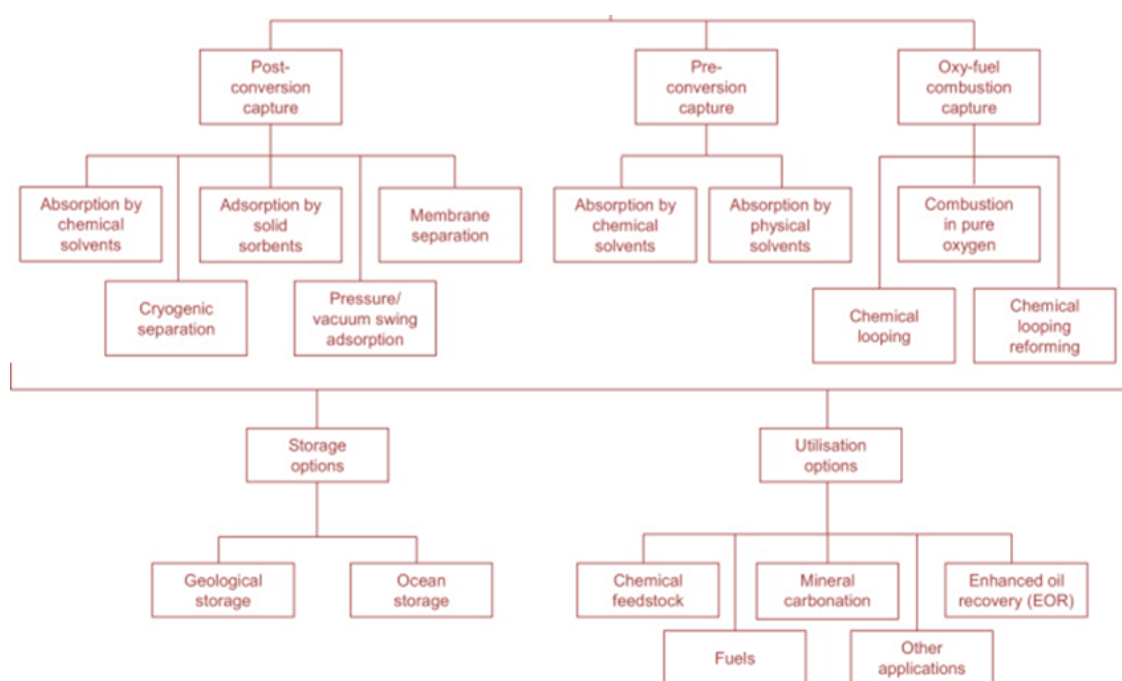 Post-
conversion
capture
Pre-
conversion
capture
Oxy-fuel
combustion
capture
Absorption by
chemical
solvents
Adsorption by
solid
sorbents
Membrane
separation
Absorption by
chemical
solvents
Absorption by
physical
solvents
Combustion
in pure
oxygen
Cryogenic
separation
Pressure/
vacuum swing
adsorption
Chemical
looping
Chemical
looping
reforming
Storage
options
Utilisation
options
Geological
storage
Ocean
storage
Chemical
feedstock
Mineral
carbonation
Enhanced oil
recovery (EOR)
Fuels
Other
applications